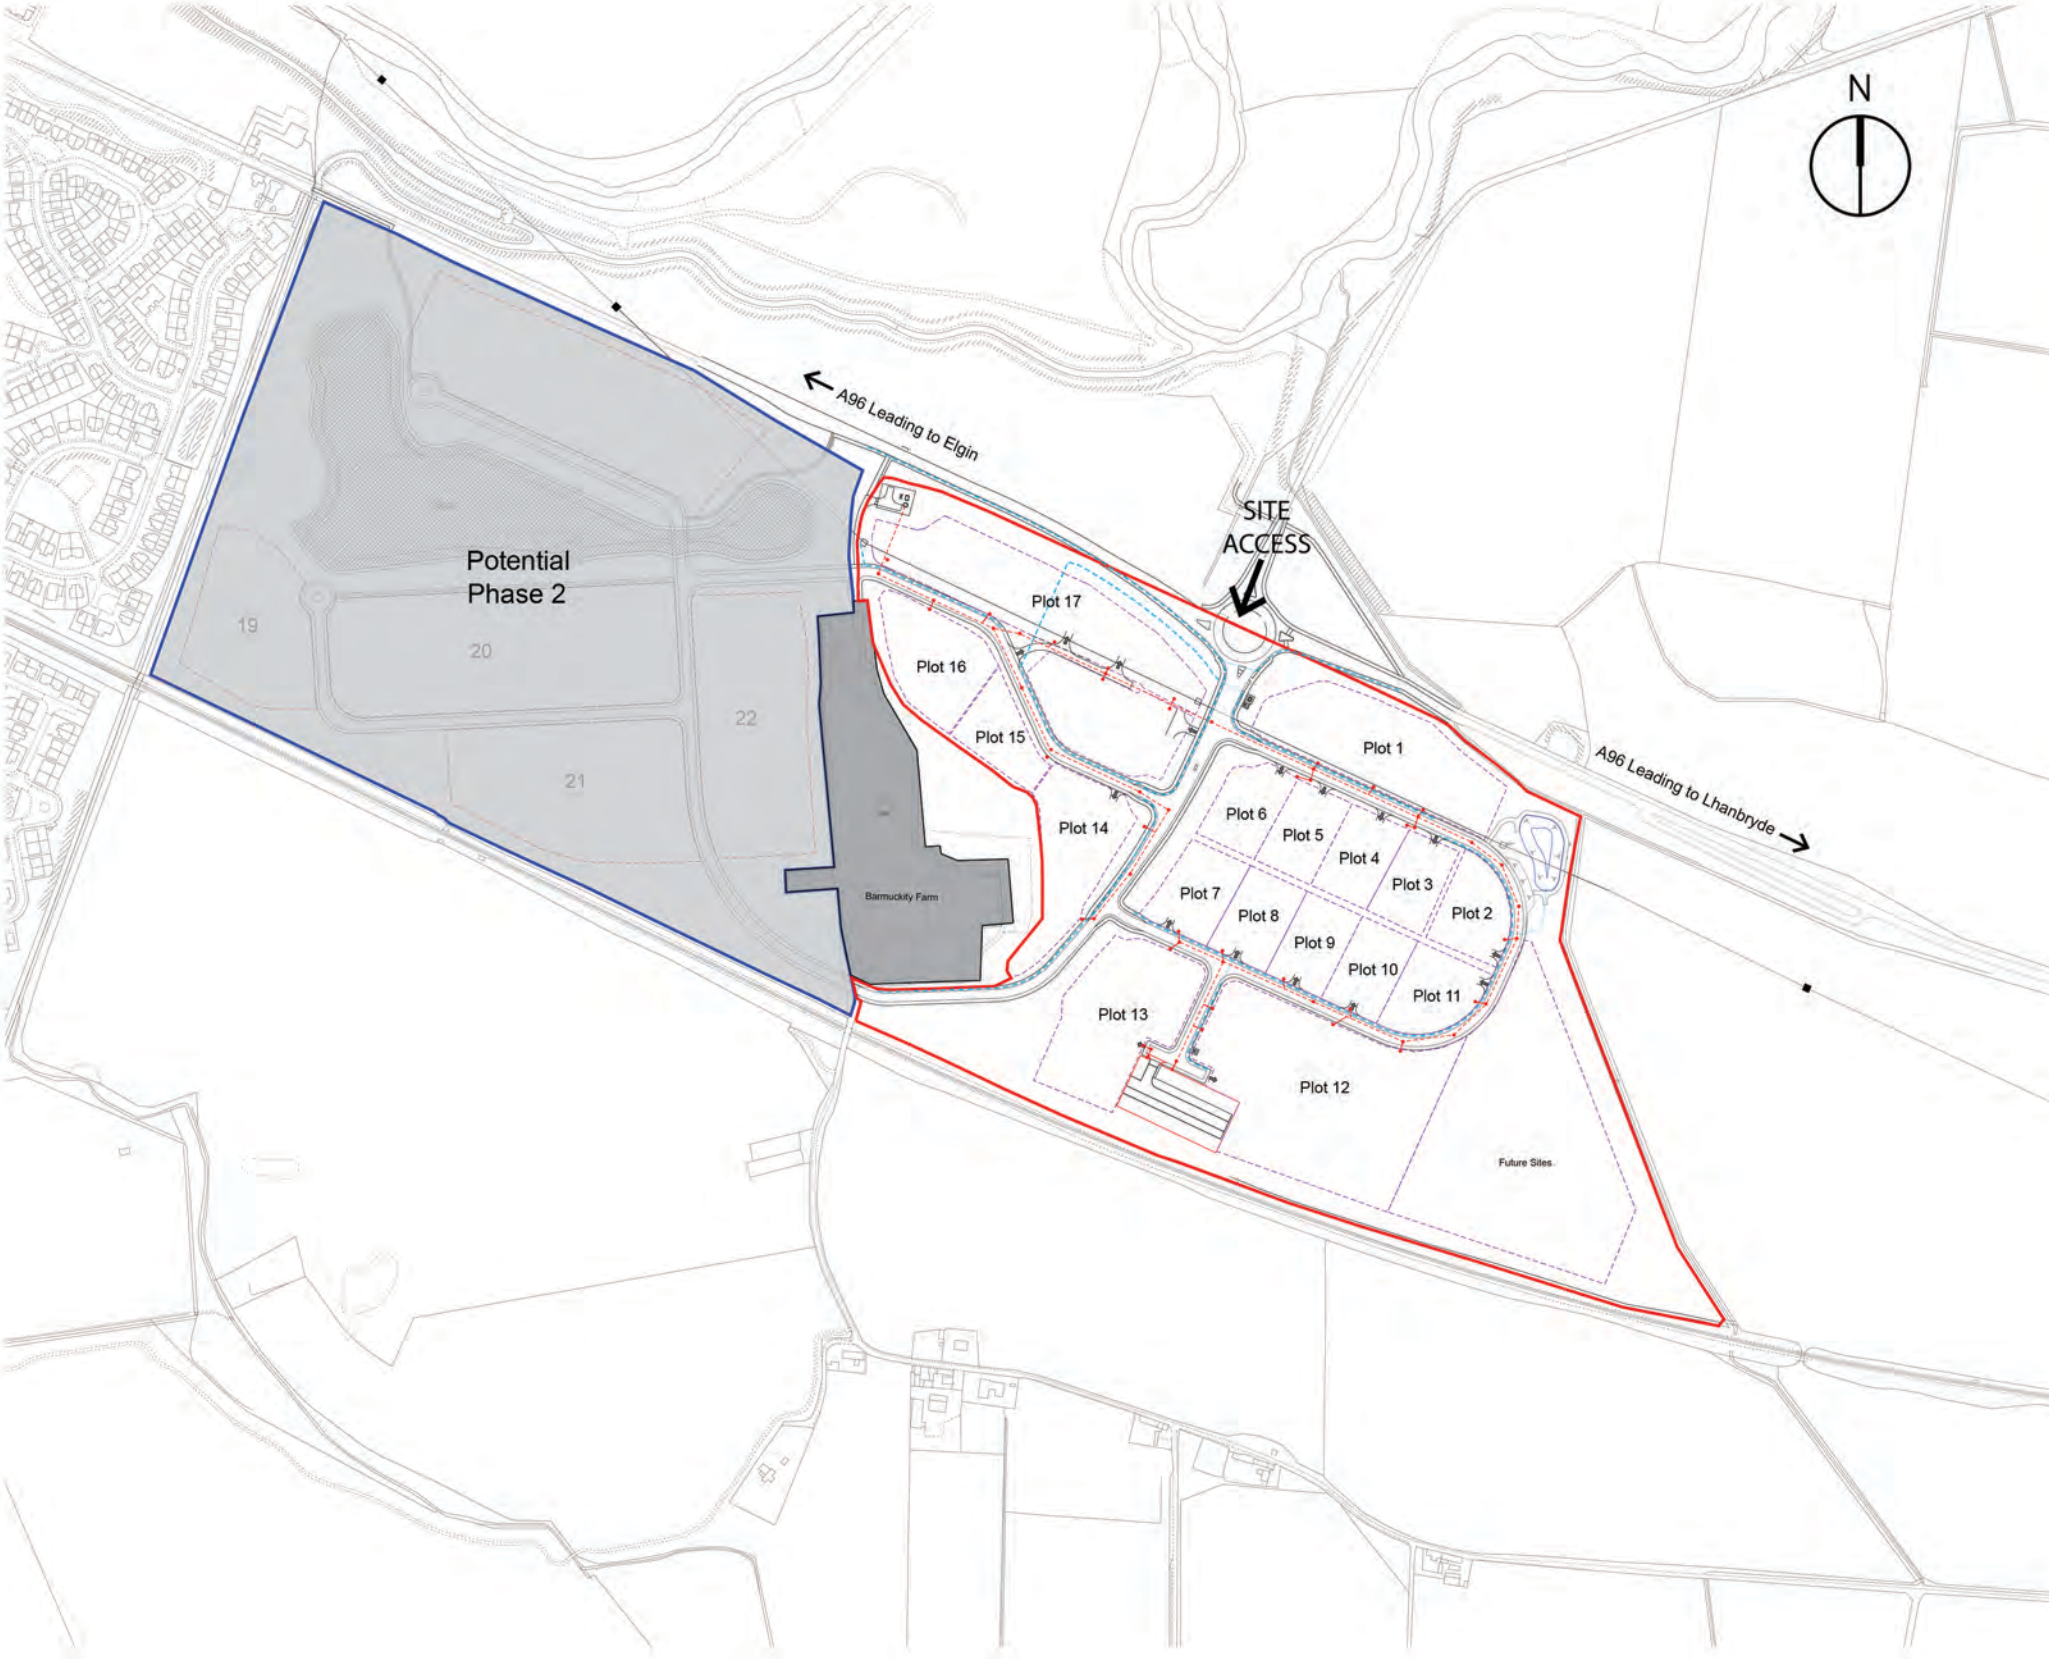 N
A96 Leading to Elgin
SITE
ACCESS
Potential
Phase 2
Plot 17
19
20
Plot 16
22
Plot 15
Plot 1
A96 Leading to Lhanbryde
21
Plot 14
Plot 6
Plot 5
Plot 4
Plot 3
Plot 2
Barmuckity Farm
Plot 7
Plot 8
Plot 9
Plot 10
Plot 11
Plot 13
Plot 12
Future Sites.